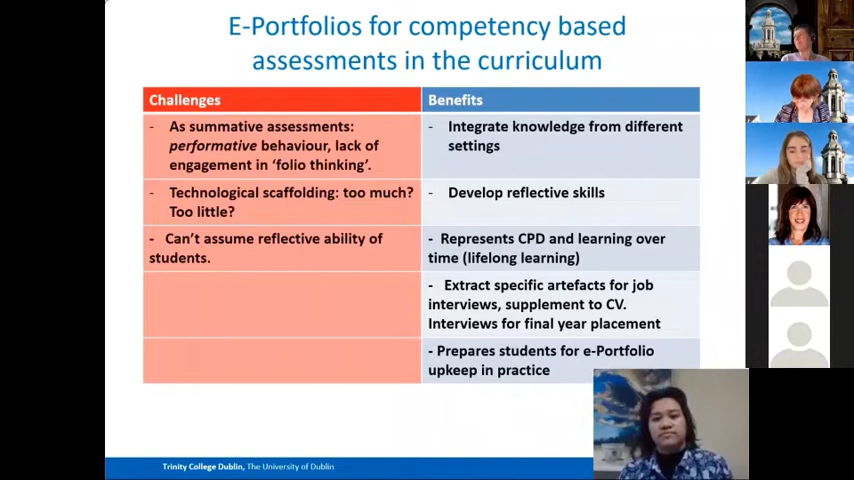 E-Portfolios for competency based
assessments in the curriculum
Challenges
Benefits
- As summative assessments:
performative behaviour, lack of
engagement in ‘folio thinking’.
- Integrate knowledge from different
settings
- Technological scaffolding: too much?
Too little?
- Develop reflective skills
- Can’t assume reflective ability of
students.
- Represents CPD and learning over
time (lifelong learning)
- Extract specific artefacts for job
interviews, supplement to CV.
Interviews for final year placement
- Prepares students for e-Portfolio
upkeep in practice
Trinity College Dublin, The University of Dublin